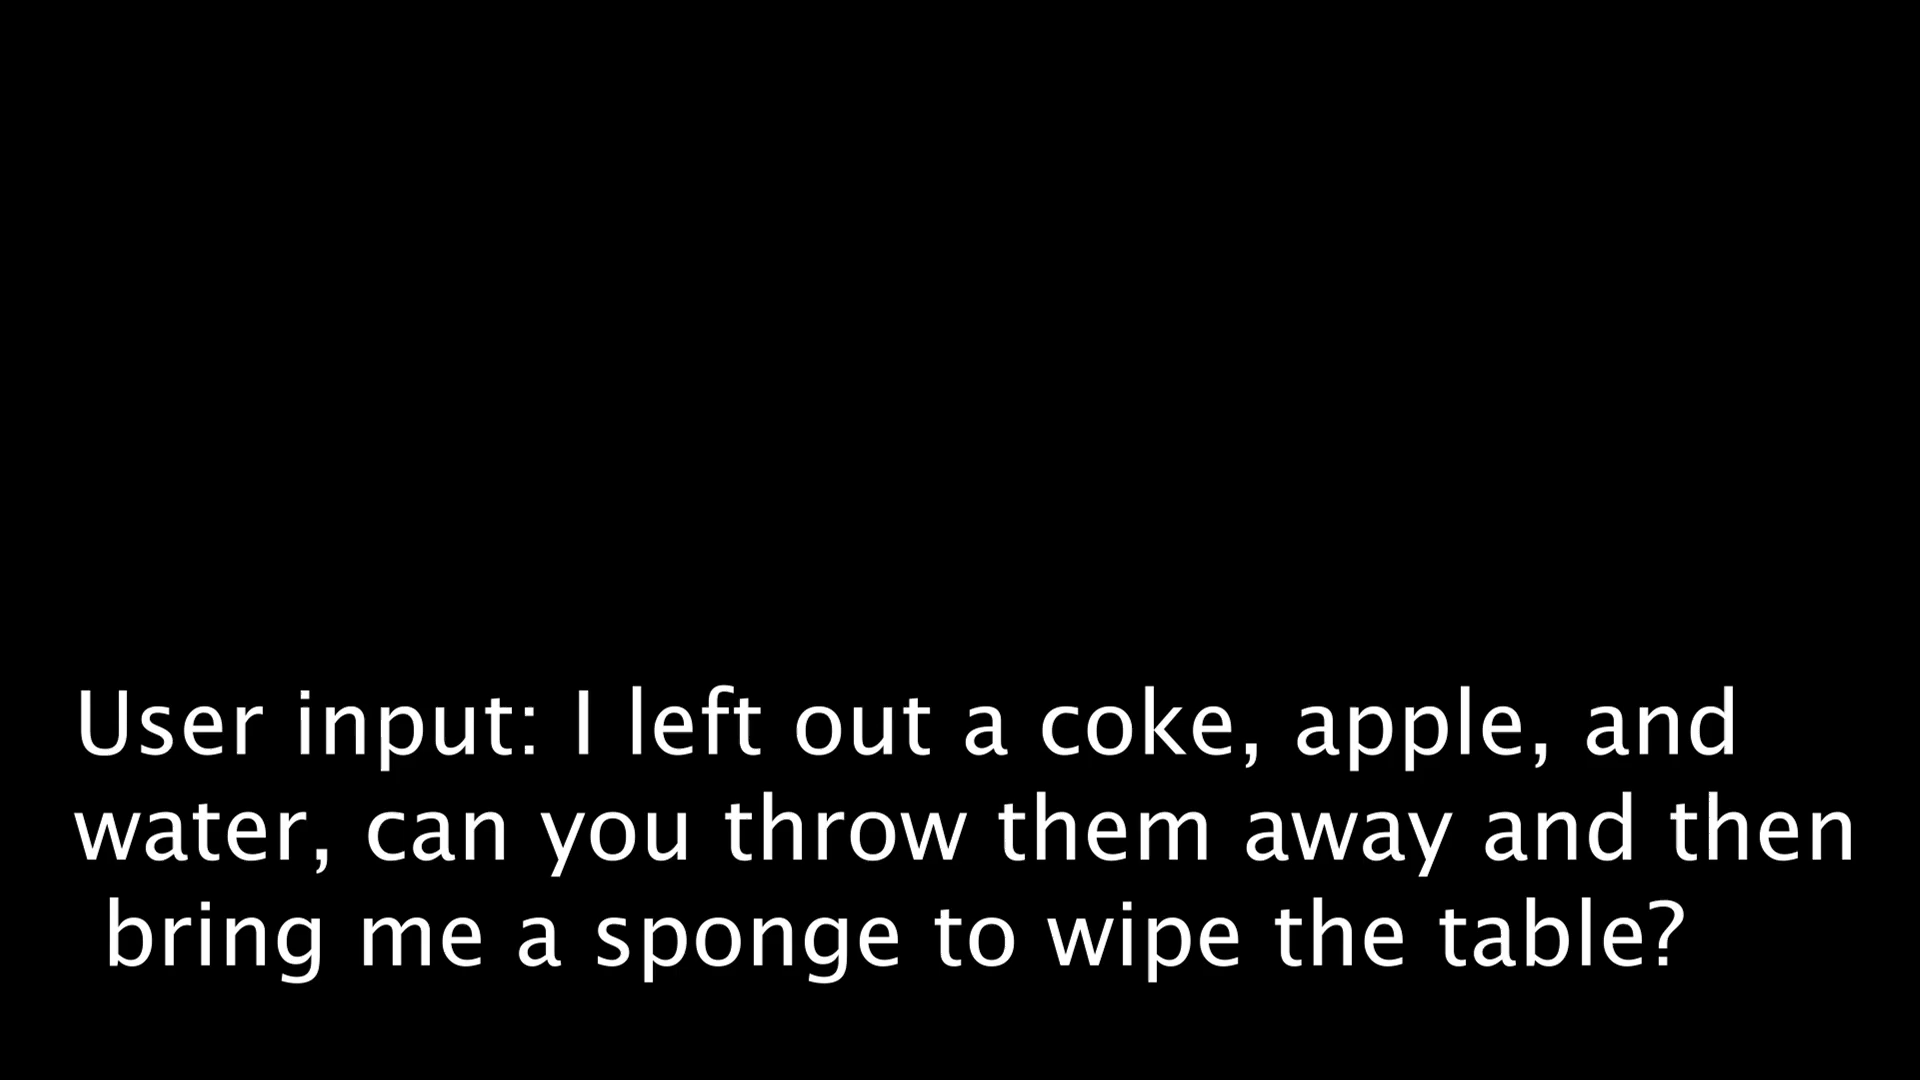 User input: I left out a coke, apple, and
water, can you throw them away and then
bring me a sponge to wipe the table?